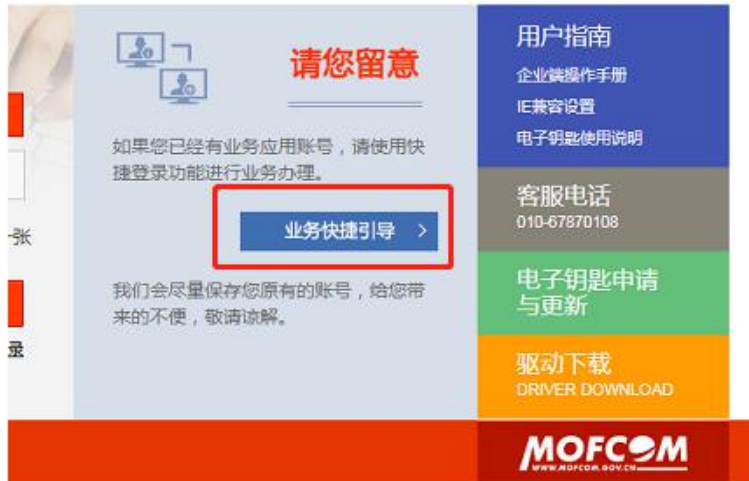 请您留意
如果您已经有业务应用账号，请使用快
捷登录功能进行业务办理。
业务快捷引导 >
我们会尽量保存您原有的账号，给您带
来的不便，敬请谅解。
张
录
用户指南
企业端操作手册
IE兼容设置
电子钥匙使用说明
客服电话
010-67870108
电子钥匙申请
与更新
驱动下载
DRIVER DOWNLOAD
MOFCOM
WWW.MOFCOM.GOV.CN